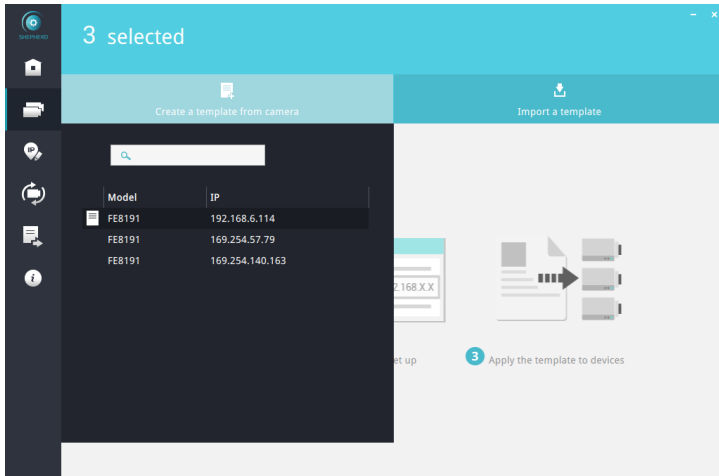 SHEPHERD
3 selected
Create a template from camera
Import a template
IP
Model IP
FE8191 192.168.6.114
FE8191 169.254.57.79
FE8191 169.254.140.163
i
2.168.X.X
et up
3 Apply the template to devices